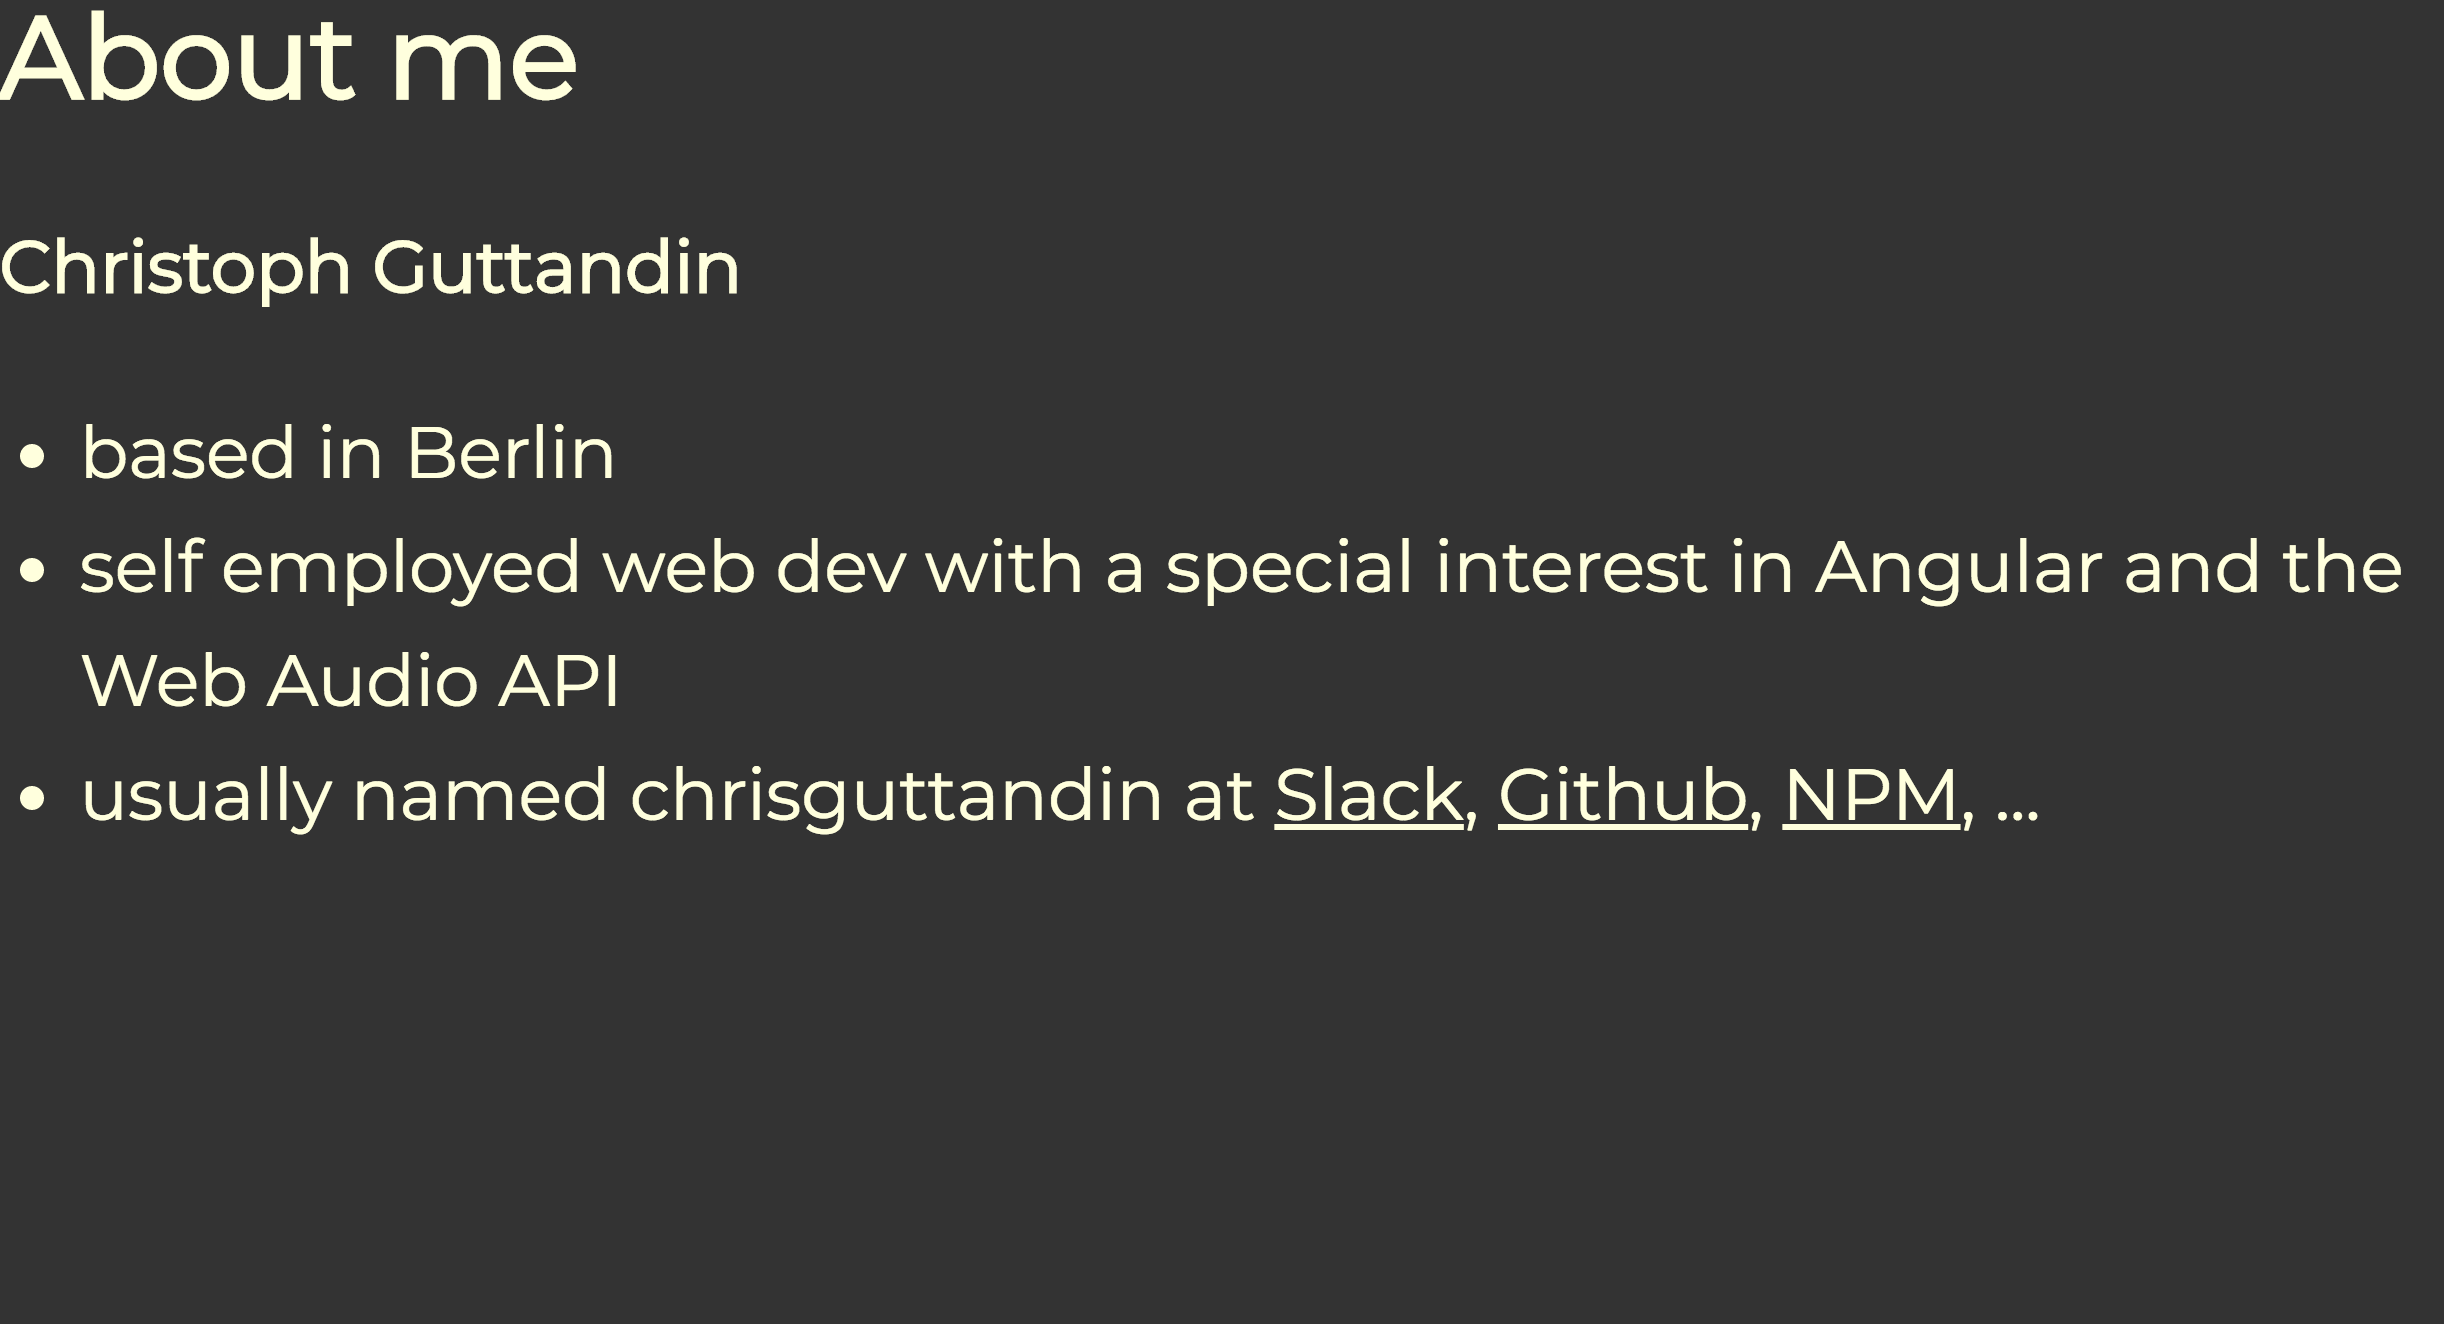 About me
Christoph Guttandin
• based in Berlin
• self employed web dev with a special interest in Angular and the
Web Audio API
• usually named chrisguttandin at Slack, Github, NPM, ...